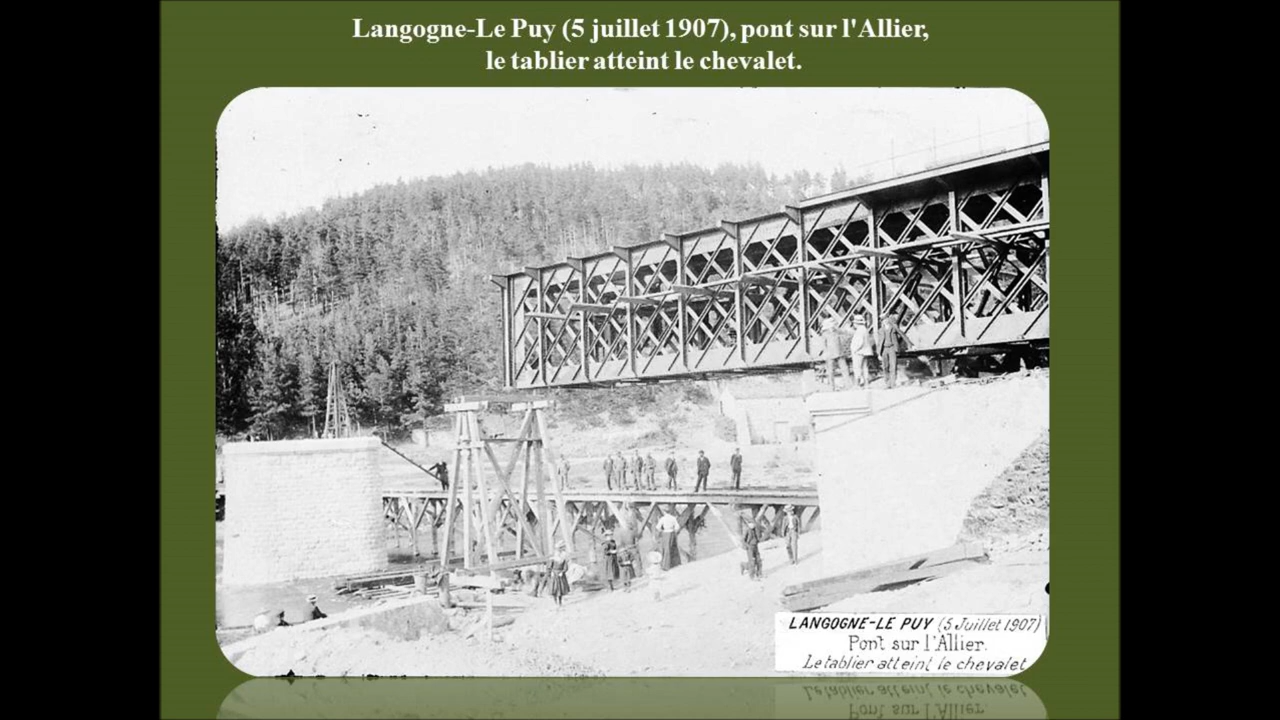 Langogne-Le Puy (5 juillet 1907), pont sur l'Allier,
le tablier atteint le chevalet.
LANGOGNE-LE PUY (5 Juillet 1907)
Pont sur l'Allier.
Le tablier atteint le chevalet